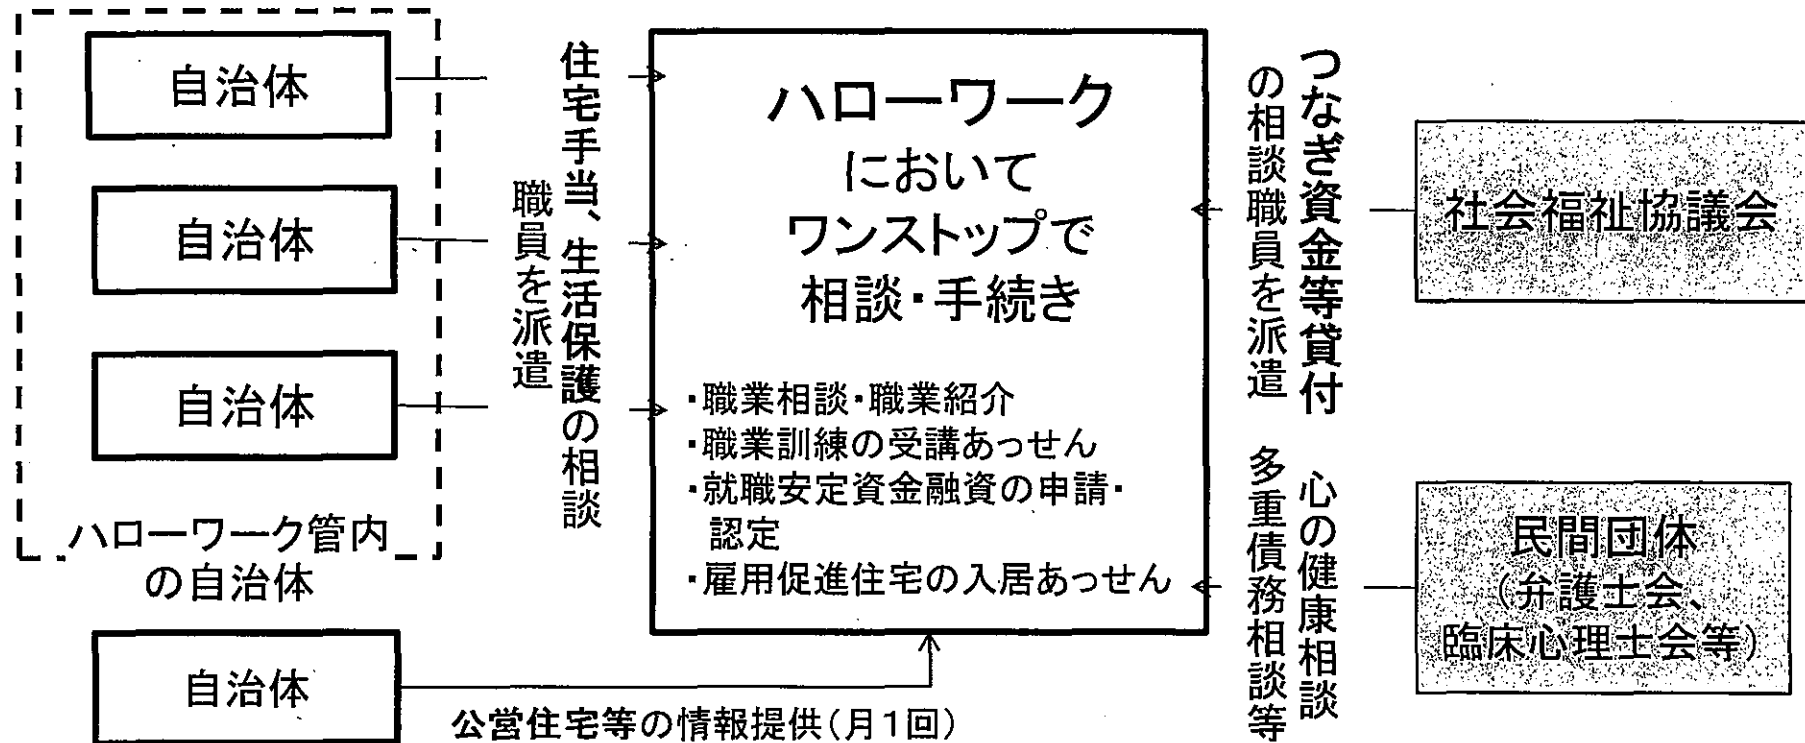 自治体
自治体
自治体
ハローワーク管内
の自治体
自治体
住宅手当、生活保護の相談
職員を派遣
公営住宅等の情報提供(月1回)
ハローワーク
において
ワンストップで
相談・手続き
・職業相談・職業紹介
・職業訓練の受講あっせん
・就職安定資金融資の申請・
認定
・雇用促進住宅の入居あっせん
つなぎ資金等貸付
の相談職員を派遣
心の健康相談
多重債務相談等
社会福祉協議会
民間団体
(弁護士会、
臨床心理士会等)